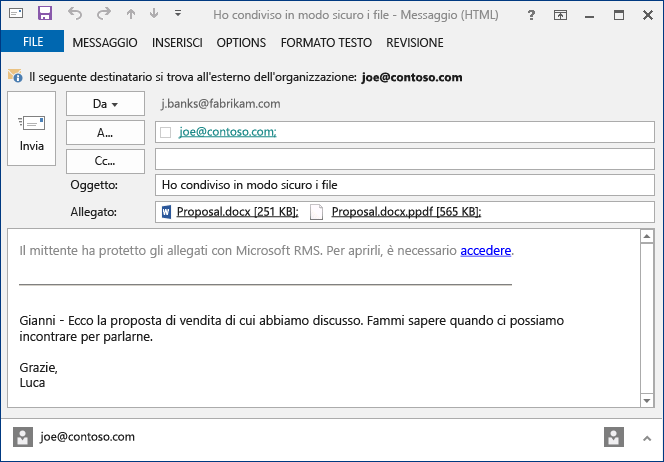 Ho condiviso in modo sicuro i file - Messaggio (HTML)
?
FILE MESSAGGIO INSERISCI OPTIONS FORMATO TESTO REVISIONE
Il seguente destinatario si trova all'esterno dell'organizzazione: joe@contoso.com
Invia
Da
j.banks@fabrikam.com
A...
joe@contoso.com;
Cc...
Oggetto: Ho condiviso in modo sicuro i file
Allegato: Proposal.docx [251 KB]; Proposal.docx.ppdf [565 KB];
Il mittente ha protetto gli allegati con Microsoft RMS. Per aprirli, è necessario accedere.
Gianni - Ecco la proposta di vendita di cui abbiamo discusso. Fammi sapere quando ci possiamo
incontrare per parlarne.
Grazie,
Luca
joe@contoso.com